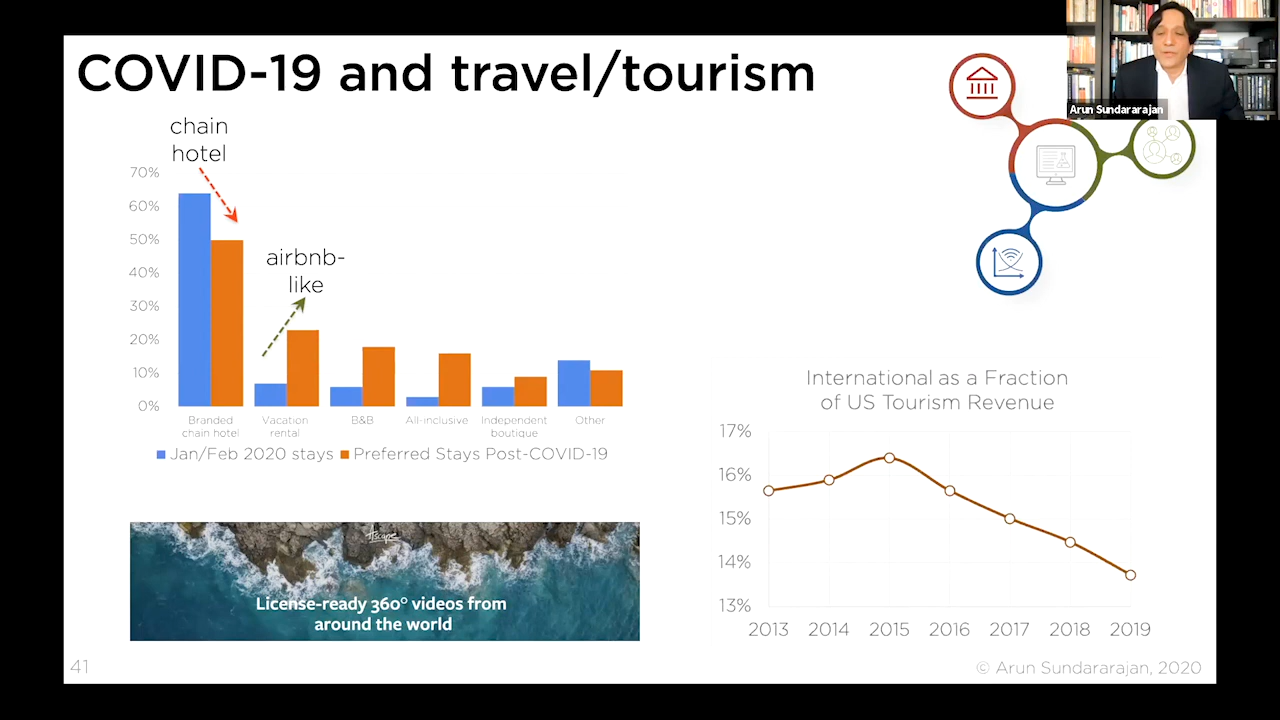 COVID-19 and travel/tourism
Arun Sundararajan
chain
hotel
airbnb-
like
70%
60%
50%
40%
30%
20%
10%
0%
Branded
chain hotel
Vacation
rental
B&B
All-inclusive
Independent
boutique
Other
Jan/Feb 2020 stays
Preferred Stays Post-COVID-19
International as a Fraction
of US Tourism Revenue
17%
16%
15%
14%
13%
2013 2014 2015 2016 2017 2018 2019
Ascape
License-ready 360° videos from
around the world
41
© Arun Sundararajan, 2020